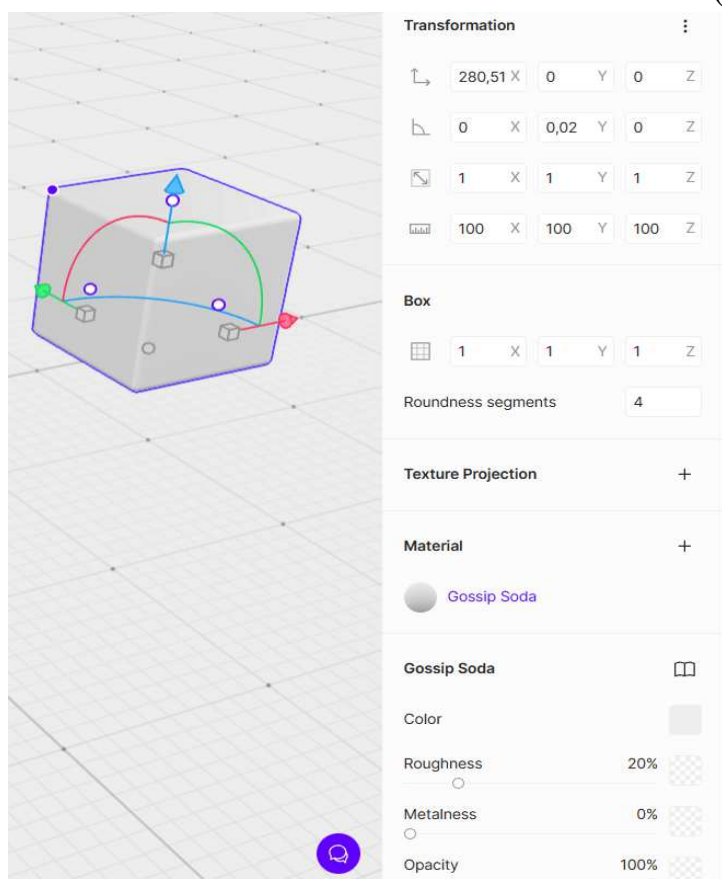 Transformation
280,51 X 0 Y 0 Z
0 X 0,02 Y 0 Z
1 X 1 Y 1 Z
100 X 100 Y 100 Z
Box
1 X 1 Y 1 Z
Roundness segments 4
Texture Projection
Material
Gossip Soda
Gossip Soda
Color
Roughness 20%
Metalness 0%
Opacity 100%